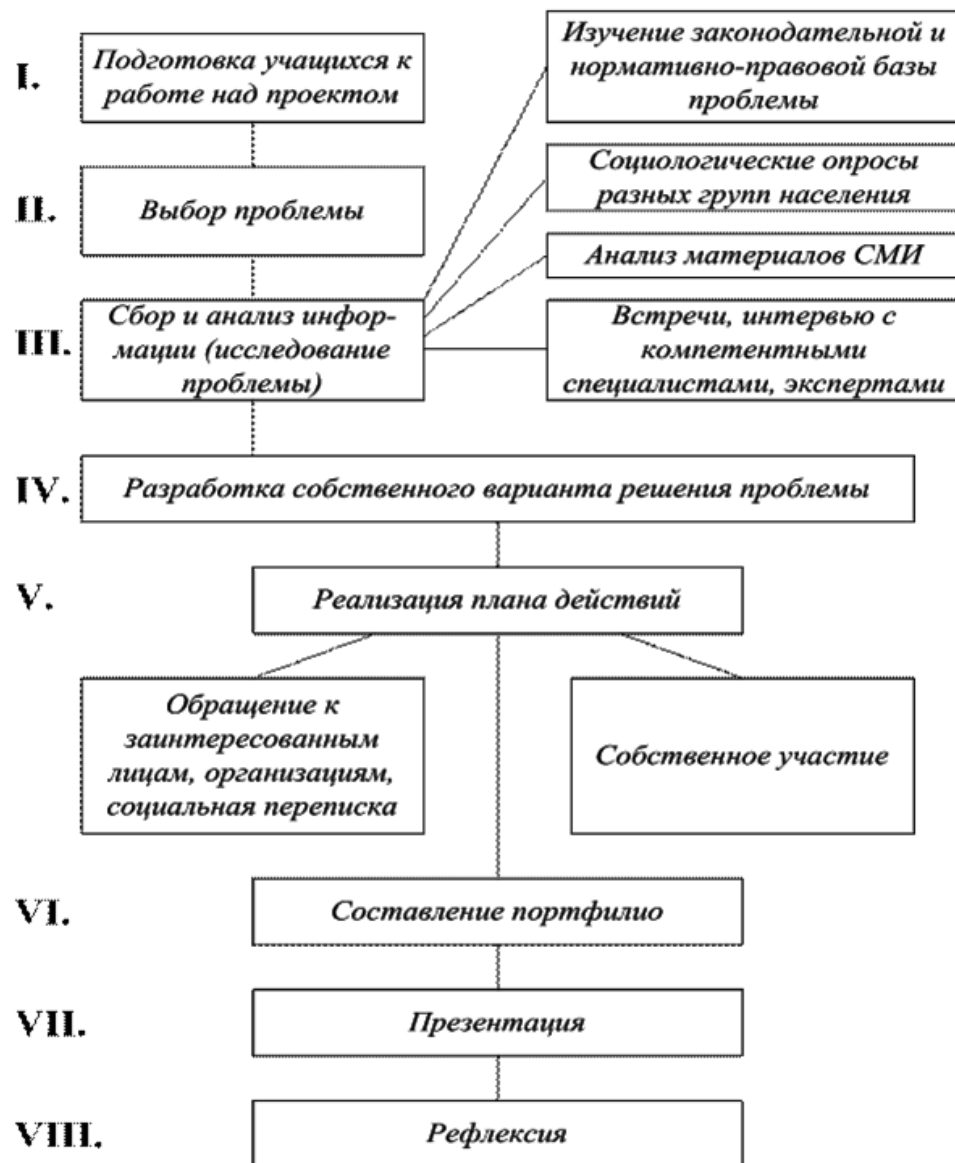 I.
Подготовка учащихся к
работе над проектом
Изучение законодательной и
нормативно-правовой базы
проблемы
II.
Выбор проблемы
Социологические опросы
разных групп населения
Анализ материалов СМИ
III.
Сбор и анализ инфор-
мации (исследование
проблемы)
Встречи, интервью с
компетентными
специалистами, экспертами
IV.
Разработка собственного варианта решения проблемы
V.
Реализация плана действий
Обращение к
заинтересованным
лицам, организациям,
социальная переписка
Собственное участие
VI.
Составление портфилио
VII.
Презентация
VIII.
Рефлексия